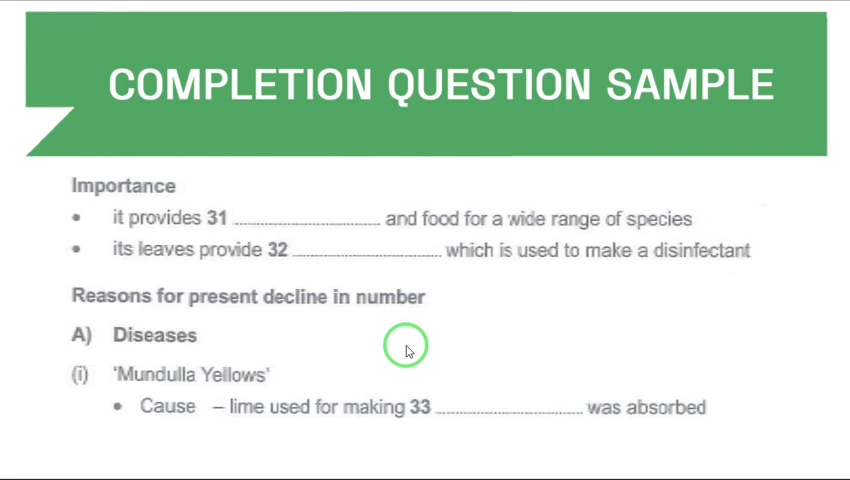 COMPLETION QUESTION SAMPLE
Importance
• it provides 31 ........................ and food for a wide range of species
• its leaves provide 32 ........................ which is used to make a disinfectant
Reasons for present decline in number
A) Diseases
(i) 'Mundulla Yellows'
• Cause – lime used for making 33 ........................ was absorbed